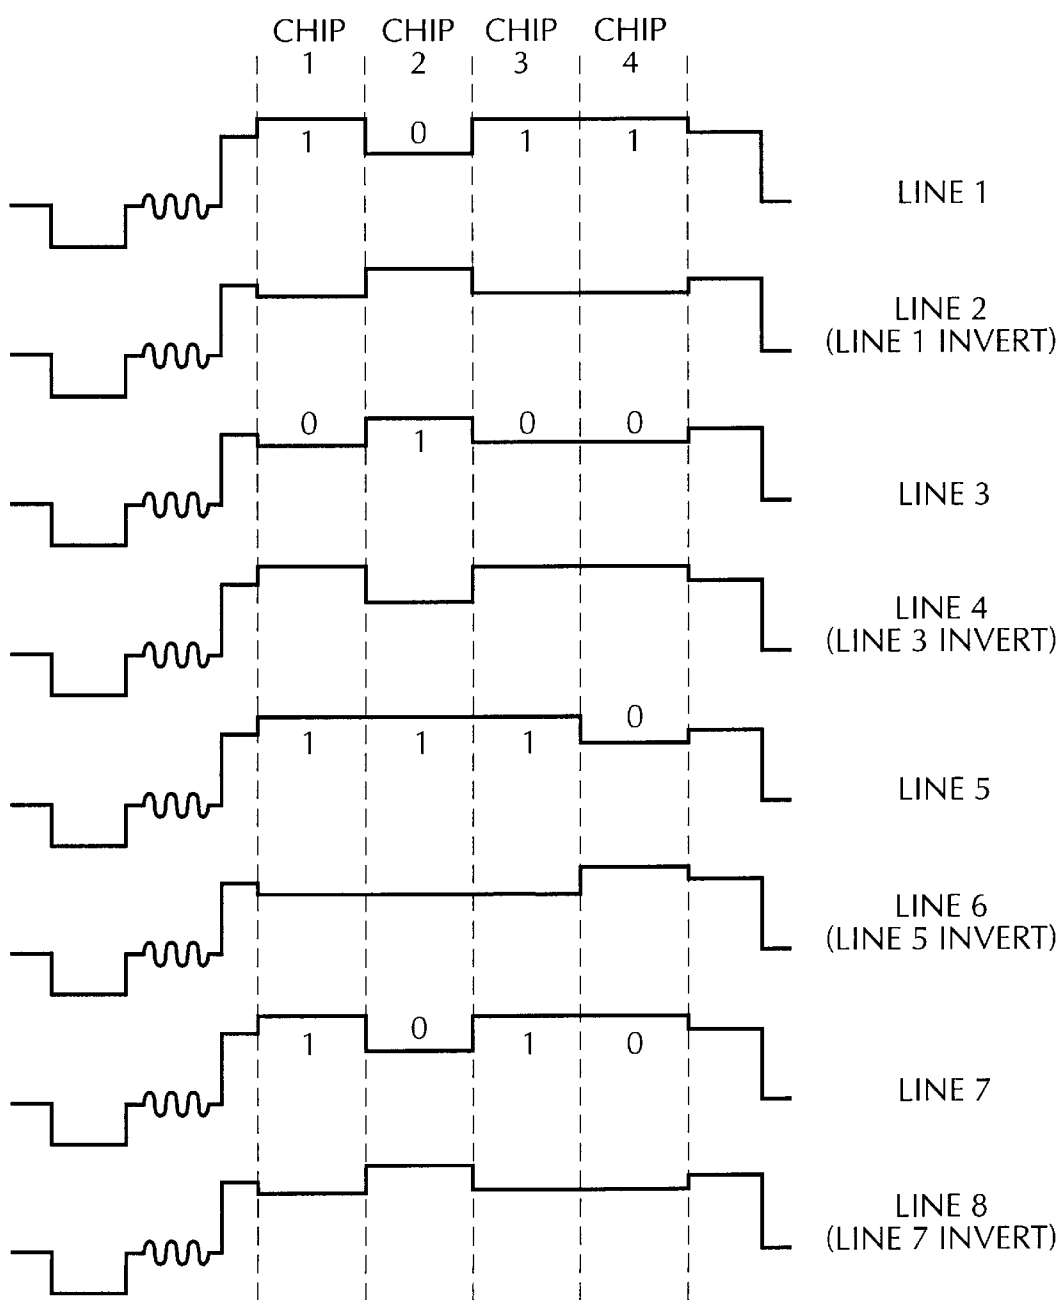 CHIP CHIP CHIP CHIP
1 2 3 4
1 0 1 1
LINE 1
LINE 2
(LINE 1 INVERT)
0 1 0 0
LINE 3
LINE 4
(LINE 3 INVERT)
1 1 1 0
LINE 5
LINE 6
(LINE 5 INVERT)
1 0 1 0
LINE 7
LINE 8
(LINE 7 INVERT)